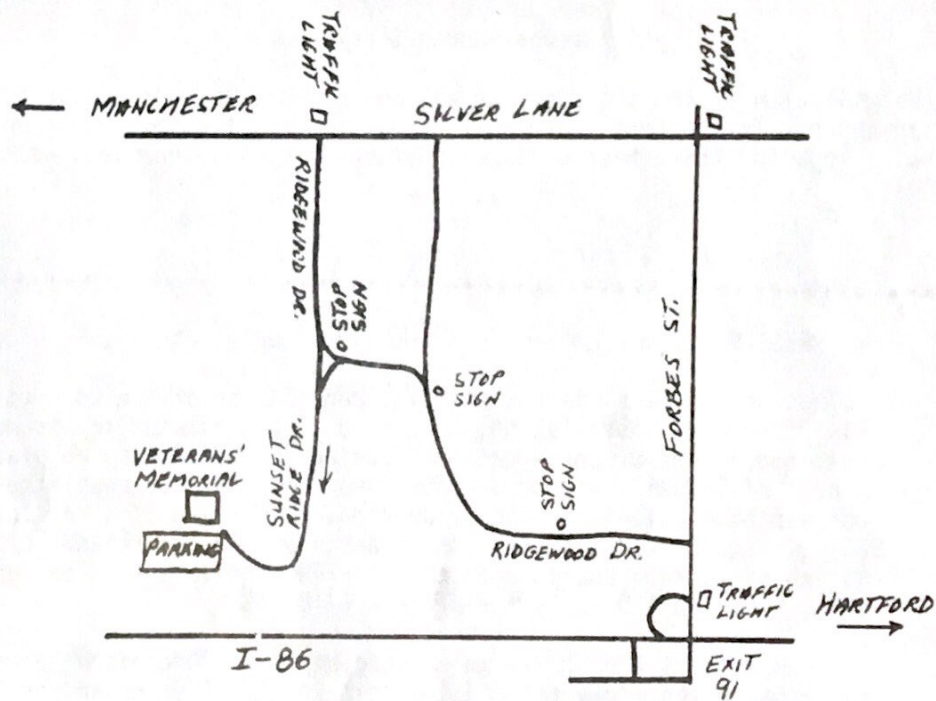 TRAFFIC
LIGHT
TRAFFIC
LIGHT
MANCHESTER
SILVER LANE
RIDGEWOOD DR.
STOP
SIGN
STOP
SIGN
FORBES ST.
SUNSET
RIDGE DR.
VETERANS'
MEMORIAL
PARKING
STOP
SIGN
RIDGEWOOD DR.
TRAFFIC
LIGHT
HARTFORD
I-86
EXIT
91